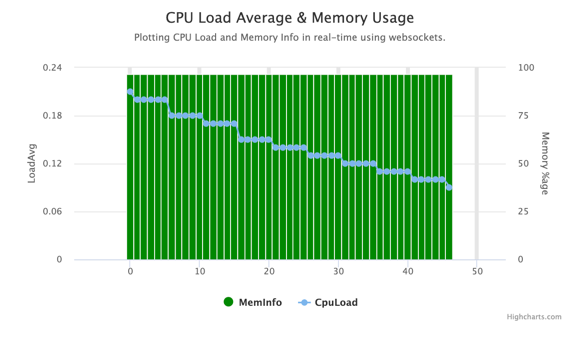 CPU Load Average & Memory Usage
Plotting CPU Load and Memory Info in real-time using websockets.
0.24
0.18
0.12
0.06
0
LoadAvg
100
75
50
25
0
Memory %age
0 10 20 30 40 50
MemInfo CpuLoad
Highcharts.com